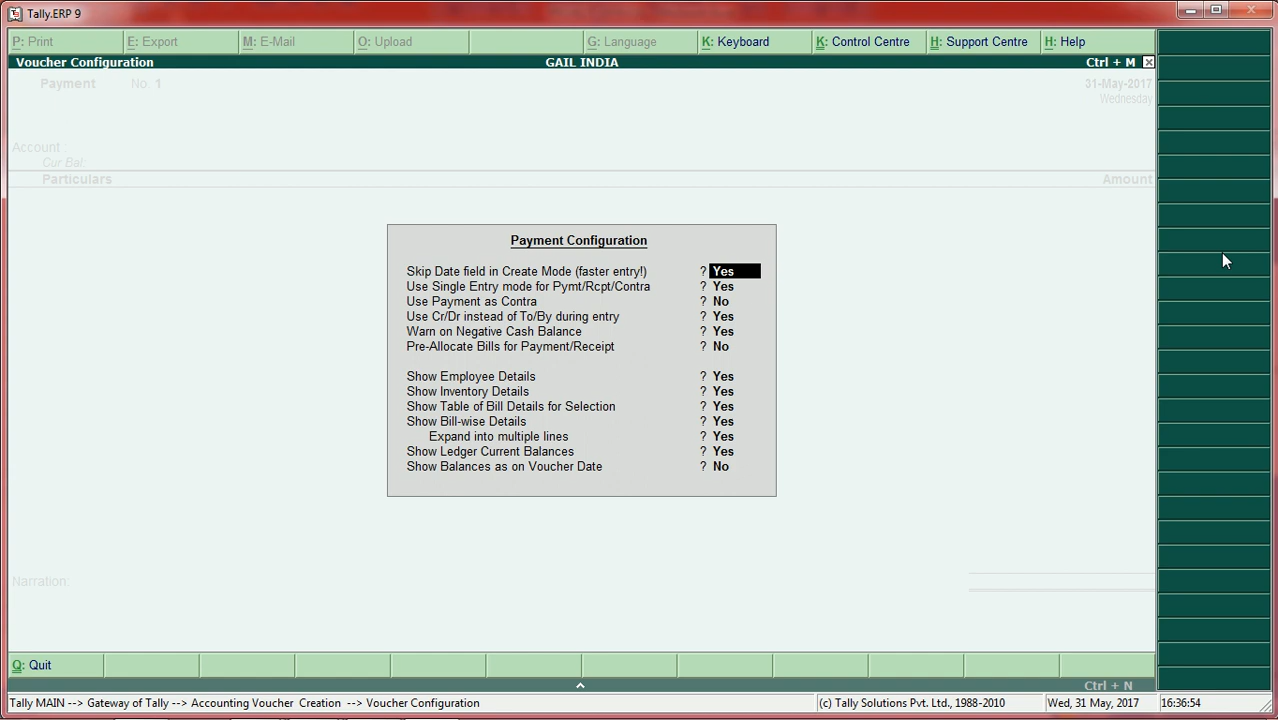 Tally.ERP 9
P: Print E: Export M: E-Mail O: Upload G: Language K: Keyboard K: Control Centre H: Support Centre H: Help
Voucher Configuration GAIL INDIA Ctrl + M
Payment No. 1 31-May-2017
Wednesday
Account :
Cur Bal:
Particulars Amount
Payment Configuration
Skip Date field in Create Mode (faster entry!) ? Yes
Use Single Entry mode for Pymt/Rcpt/Contra ? Yes
Use Payment as Contra ? No
Use Cr/Dr instead of To/By during entry ? Yes
Warn on Negative Cash Balance ? Yes
Pre-Allocate Bills for Payment/Receipt ? No
Show Employee Details ? Yes
Show Inventory Details ? Yes
Show Table of Bill Details for Selection ? Yes
Show Bill-wise Details ? Yes
Expand into multiple lines ? Yes
Show Ledger Current Balances ? Yes
Show Balances as on Voucher Date ? No
Narration:
Q: Quit
Ctrl + N
Tally MAIN --> Gateway of Tally --> Accounting Voucher Creation --> Voucher Configuration (c) Tally Solutions Pvt. Ltd., 1988-2010 Wed, 31 May, 2017 16:36:54